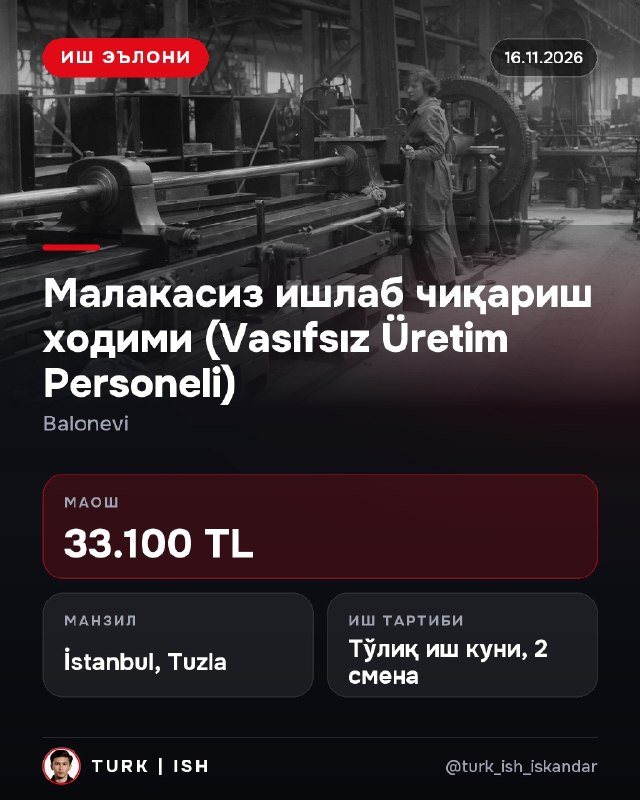 ИШ ЭЪЛОНИ
16.11.2026
Малакасиз ишлаб чиқариш
ходими (Vasıfsız Üretim
Personeli)
Balonevi
МАОШ
33.100 TL
МАНЗИЛ
İstanbul, Tuzla
ИШ ТАРТИБИ
Тўлиқ иш куни, 2
смена
TURK | ISH
@turk_ish_iskandar